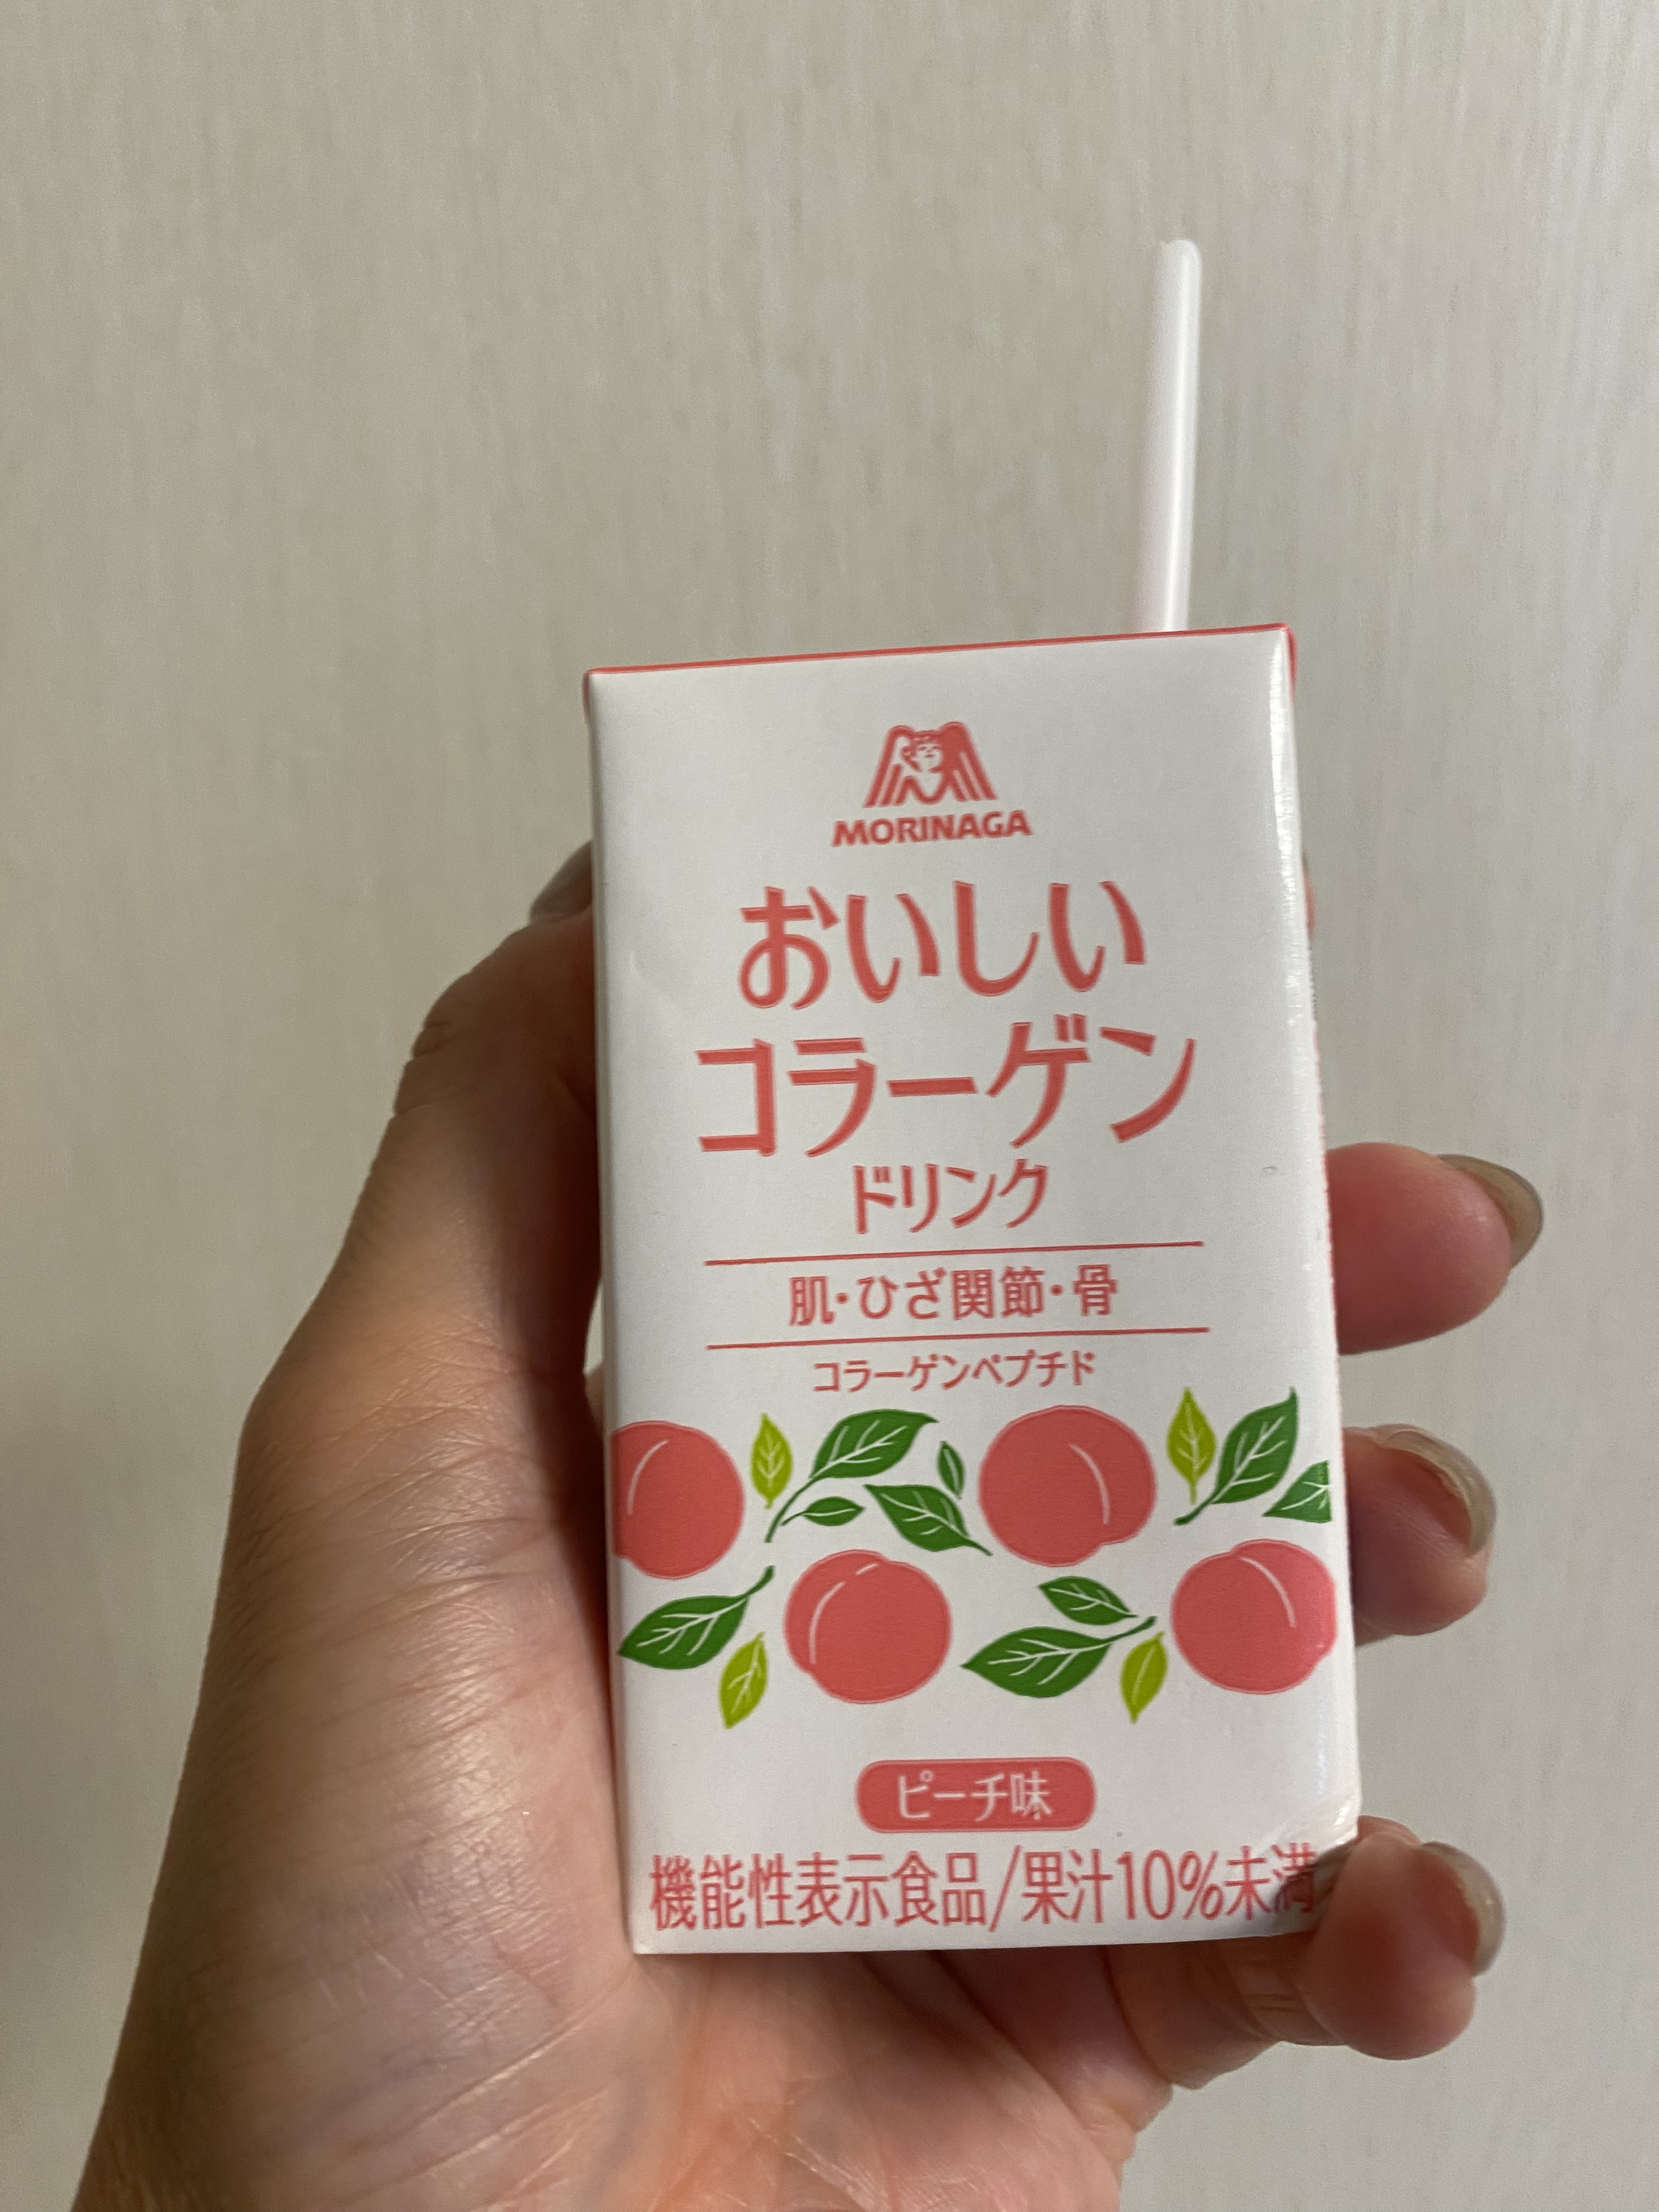 MORINAGA
おいしい
コラーゲン
ドリンク
肌・ひざ関節・骨
コラーゲンペプチド
ピーチ味
機能性表示食品/果汁10%未満